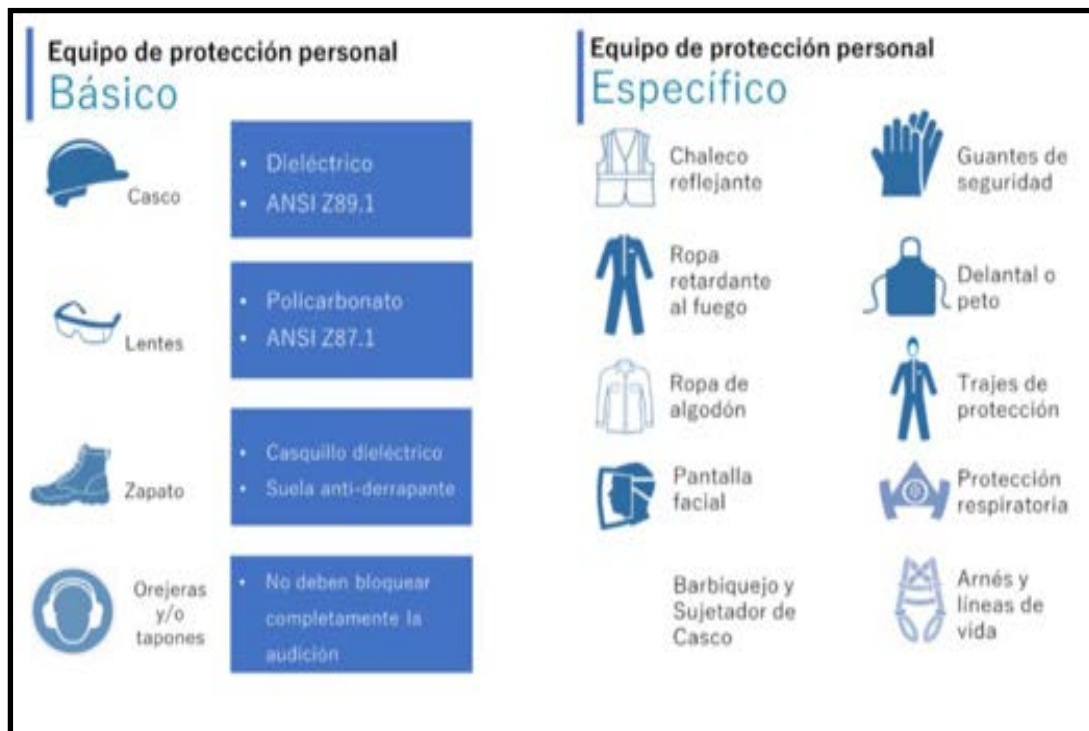 Equipo de protección personal
Básico
Casco
• Dieléctrico
• ANSI Z89.1
Lentes
• Policarbonato
• ANSI Z87.1
Zapato
• Casquillo dieléctrico
• Suela anti-derrapante
Orejeras
y/o
tapones
• No deben bloquear
completamente la
audición
Equipo de protección personal
Específico
Chaleco
reflejante
Guantes de
seguridad
Ropa
retardante
al fuego
Delantal o
peto
Ropa de
algodón
Trajes de
protección
Pantalla
facial
Protección
respiratoria
Barbiquejo y
Sujetador de
Casco
Arnés y
líneas de
vida